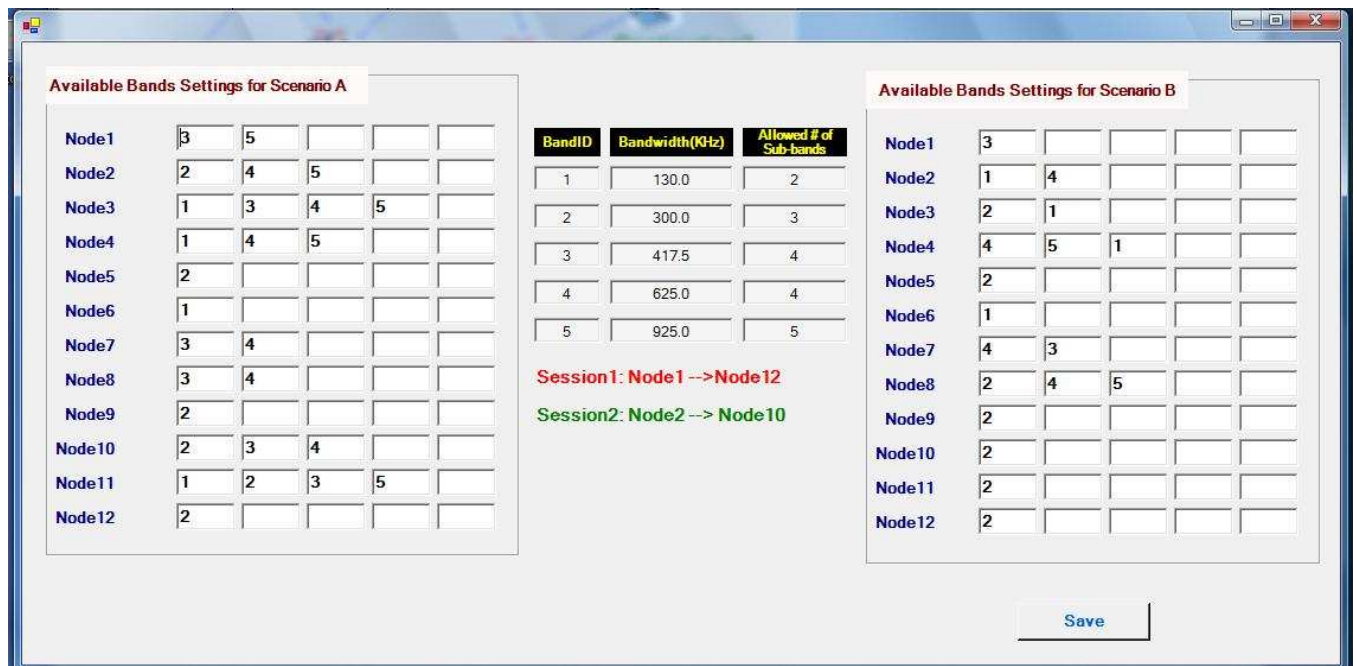 Available Bands Settings for Scenario A
Node1 3 5
Node2 2 4 5
Node3 1 3 4 5
Node4 1 4 5
Node5 2
Node6 1
Node7 3 4
Node8 3 4
Node9 2
Node10 2 3 4
Node11 1 2 3 5
Node12 2
BandID Bandwidth(KHz) Allowed # of Sub-bands
1 130.0 2
2 300.0 3
3 417.5 4
4 625.0 4
5 925.0 5
Session1: Node1 -->Node12
Session2: Node2 --> Node10
Available Bands Settings for Scenario B
Node1 3
Node2 1 4
Node3 2 1
Node4 4 5 1
Node5 2
Node6 1
Node7 4 3
Node8 2 4 5
Node9 2
Node10 2
Node11 2
Node12 2
Save